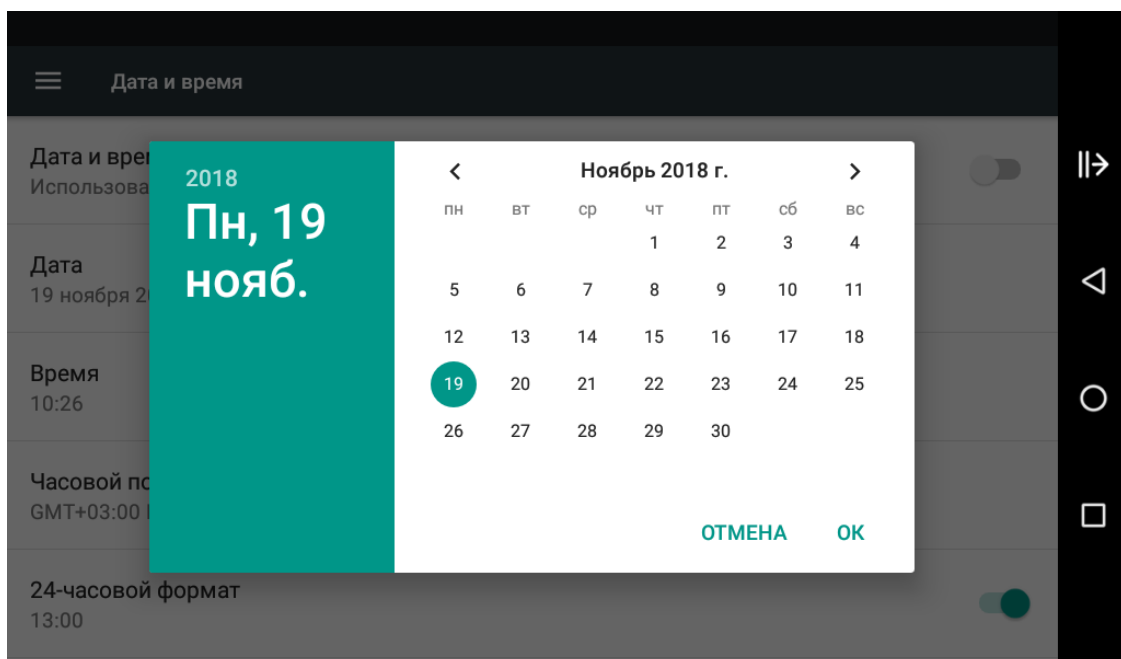 Дата и время
Дата и врем
Использова
Дата
19 ноября 20
Время
10:26
Часовой по
GMT+03:00
24-часовой формат
13:00
2018
Пн, 19
нояб.
Ноябрь 2018 г.
пн вт ср чт пт сб вс
1 2 3 4
5 6 7 8 9 10 11
12 13 14 15 16 17 18
19 20 21 22 23 24 25
26 27 28 29 30
ОТМЕНА ОК